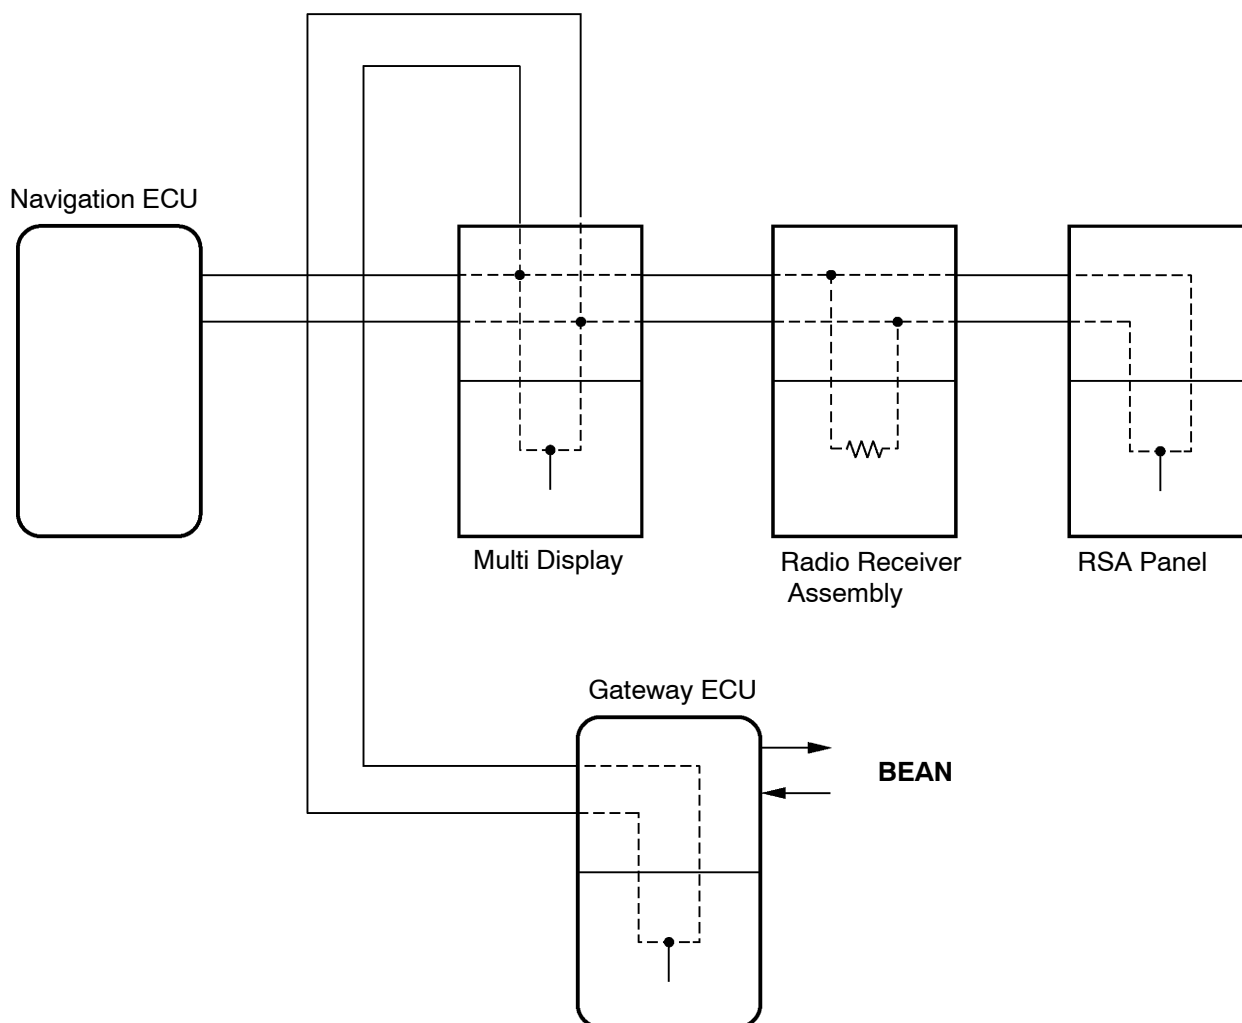 Navigation ECU
Multi Display
Radio Receiver
Assembly
RSA Panel
Gateway ECU
BEAN